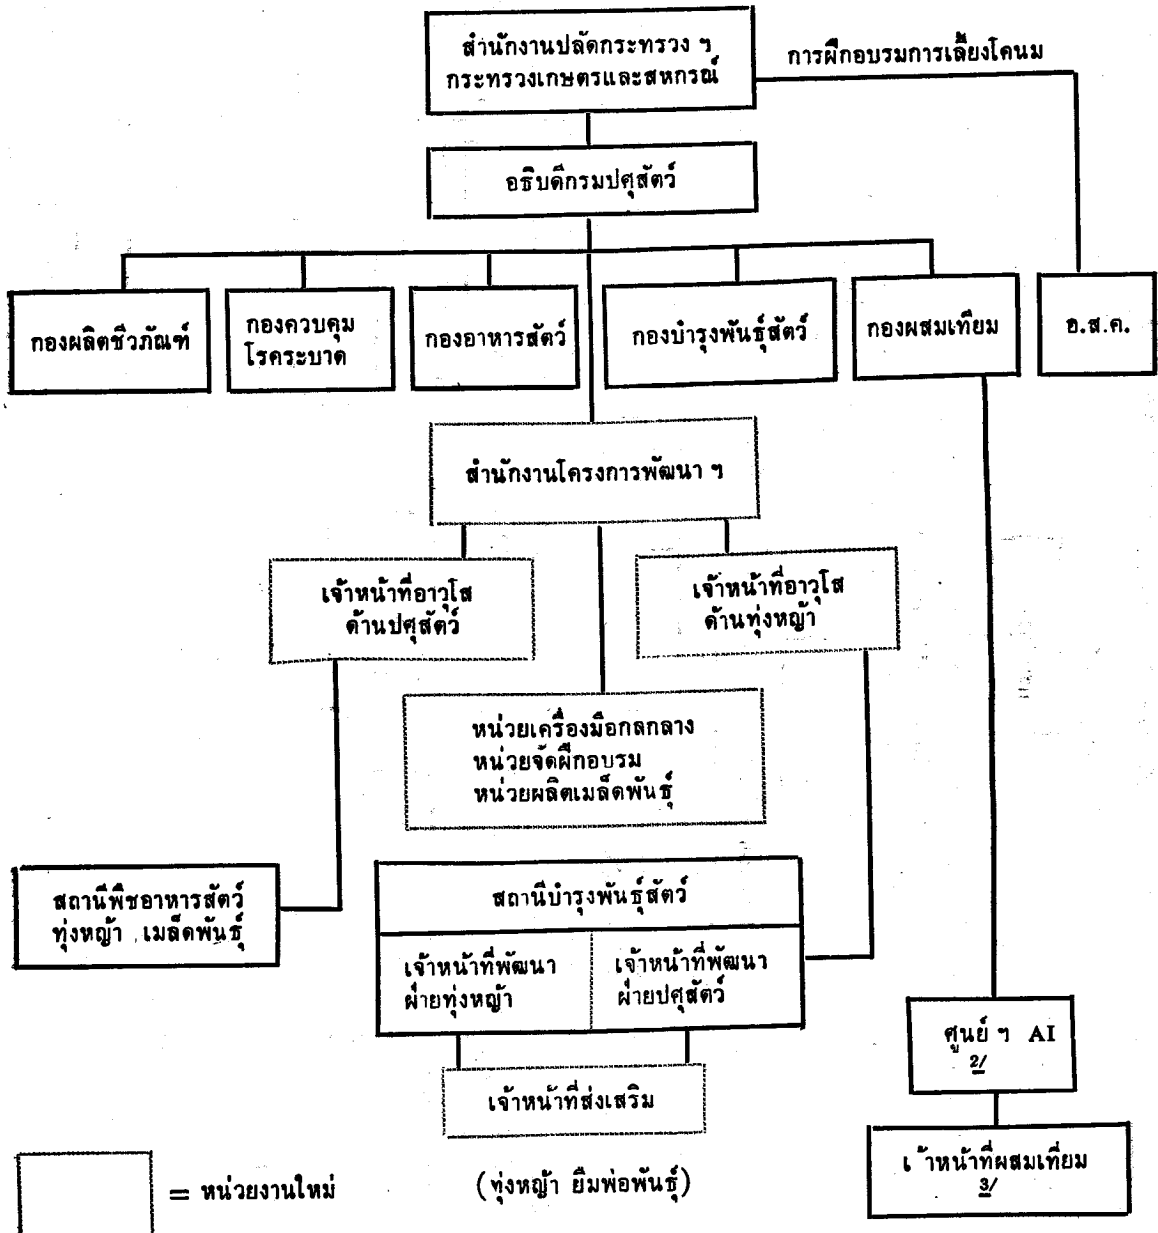 สำนักงานปลัดกระทรวง ฯ
กระทรวงเกษตรและสหกรณ์
การฝึกอบรมการเลี้ยงโคนม
อธิบดีกรมปศุสัตว์
กองผลิตชีวภัณฑ์
กองควบคุม
โรคระบาด
กองอาหารสัตว์
กองบำรุงพันธุ์สัตว์
กองผสมเทียม
อ.ส.ค.
สำนักงานโครงการพัฒนา ฯ
เจ้าหน้าที่อาวุโส
ด้านปศุสัตว์
เจ้าหน้าที่อาวุโส
ด้านทุ่งหญ้า
หน่วยเครื่องมือกลกลาง
หน่วยจัดฝึกอบรม
หน่วยผลิตเมล็ดพันธุ์
สถานีพืชอาหารสัตว์
ทุ่งหญ้า เมล็ดพันธุ์
สถานีบำรุงพันธุ์สัตว์
เจ้าหน้าที่พัฒนา
ฝ่ายทุ่งหญ้า
เจ้าหน้าที่พัฒนา
ฝ่ายปศุสัตว์
ศูนย์ ฯ AI
2/
เจ้าหน้าที่ส่งเสริม
เ ้าหน้าที่ผสมเทียม
3/
= หน่วยงานใหม่
(ทุ่งหญ้า ยืมพ่อพันธุ์)